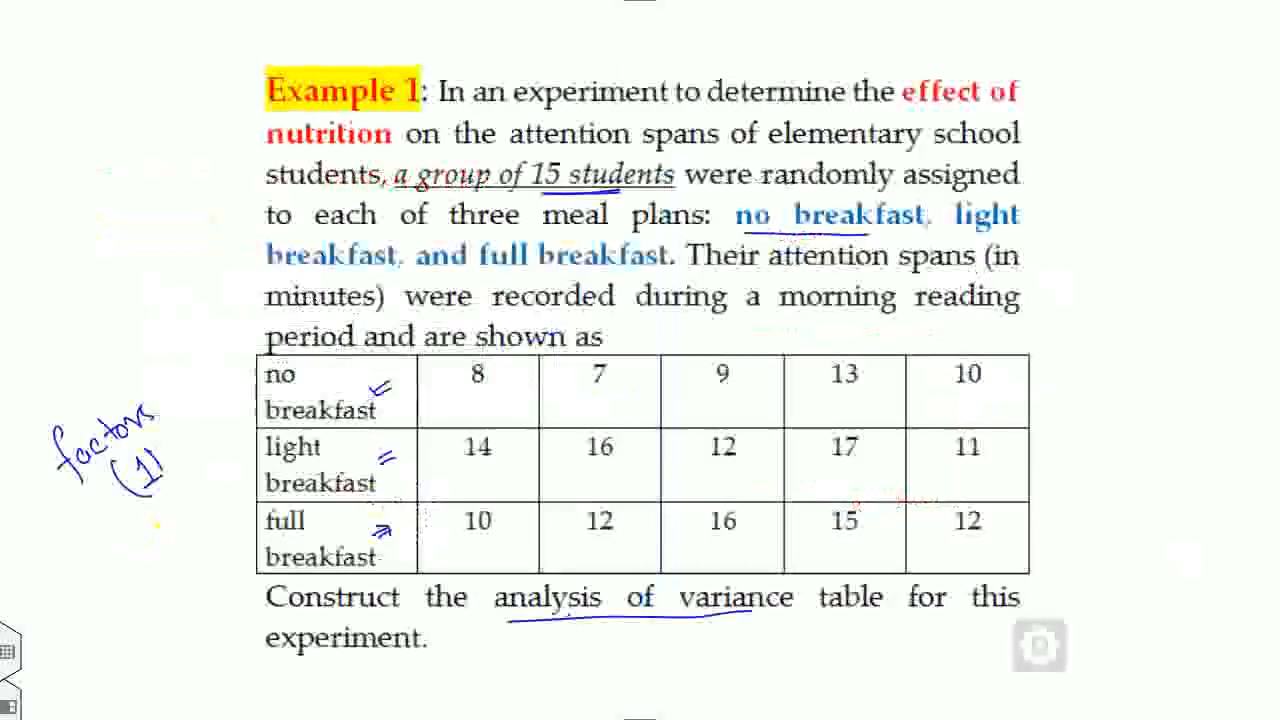 Example 1: In an experiment to determine the effect of
nutrition on the attention spans of elementary school
students, a group of 15 students were randomly assigned
to each of three meal plans: no breakfast, light
breakfast, and full breakfast. Their attention spans (in
minutes) were recorded during a morning reading
period and are shown as
no breakfast 8 7 9 13 10
light breakfast 14 16 12 17 11
full breakfast 10 12 16 15 12
factors
(1)
Construct the analysis of variance table for this
experiment.